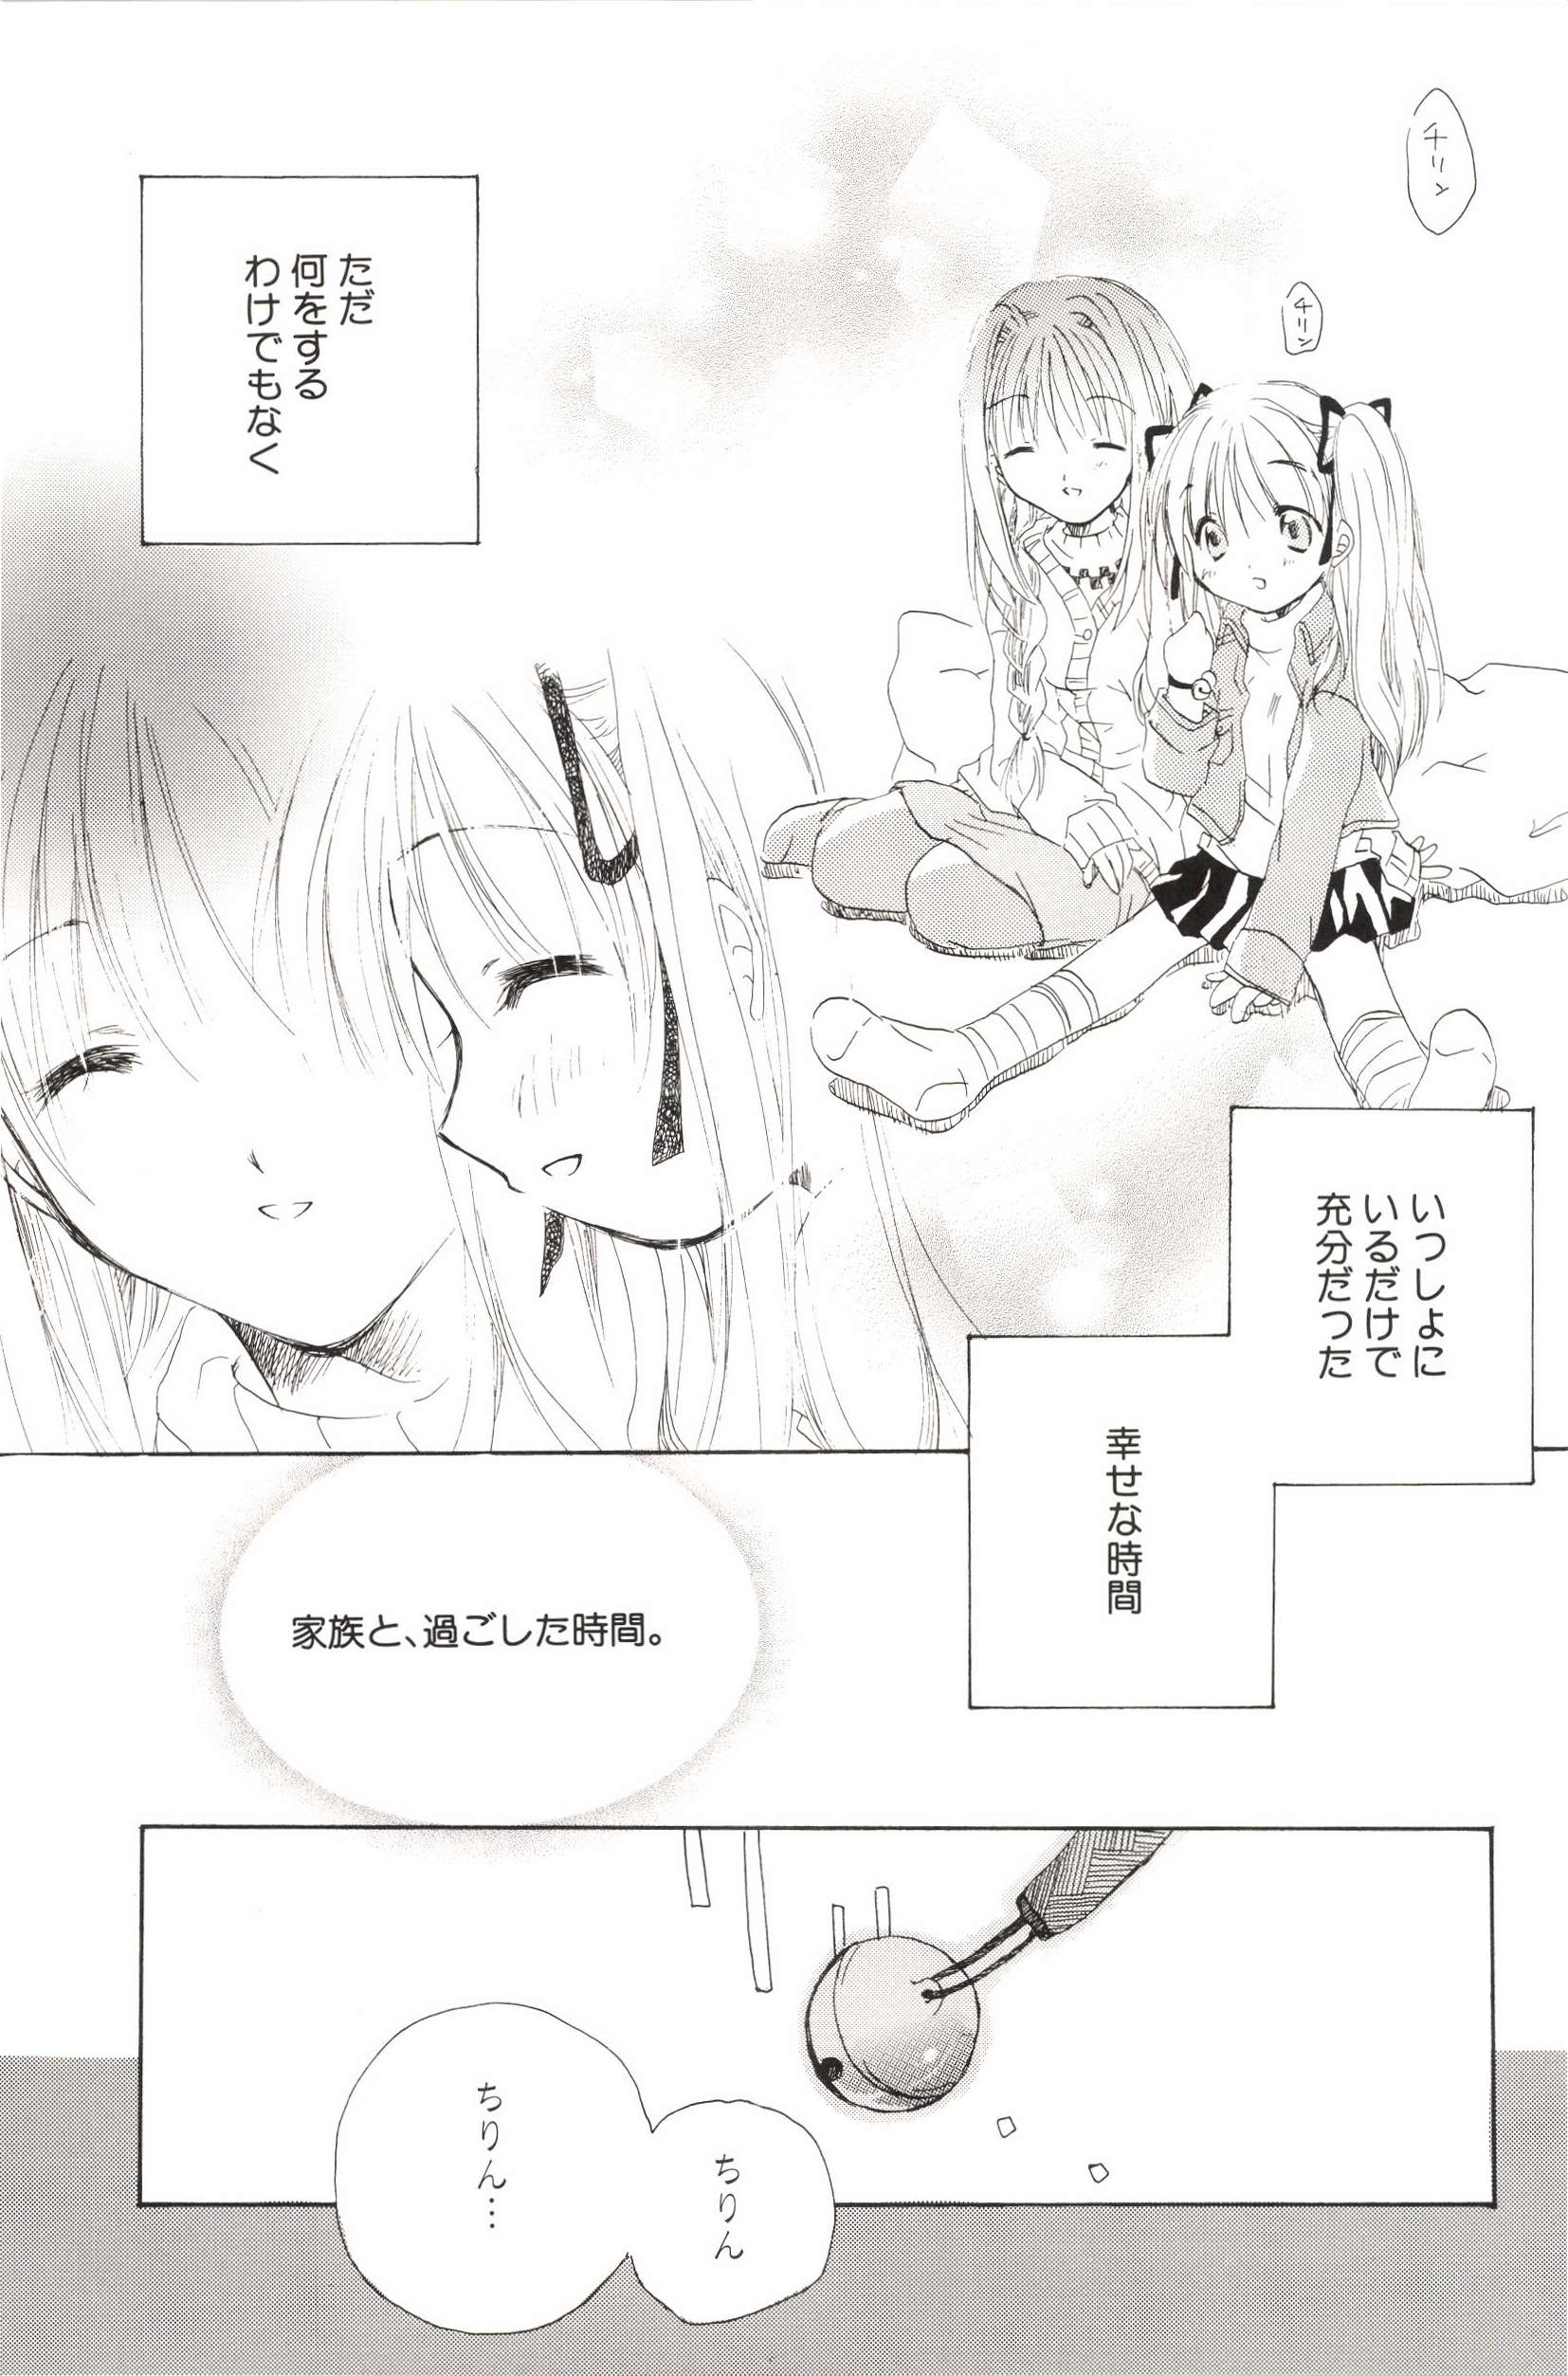 チリン
チリン
ただ
何をする
わけでもなく
いつしょに
いるだけで
充分だつた
幸せな時間
家族と、過ごした時間。
ちりん
ちりん…